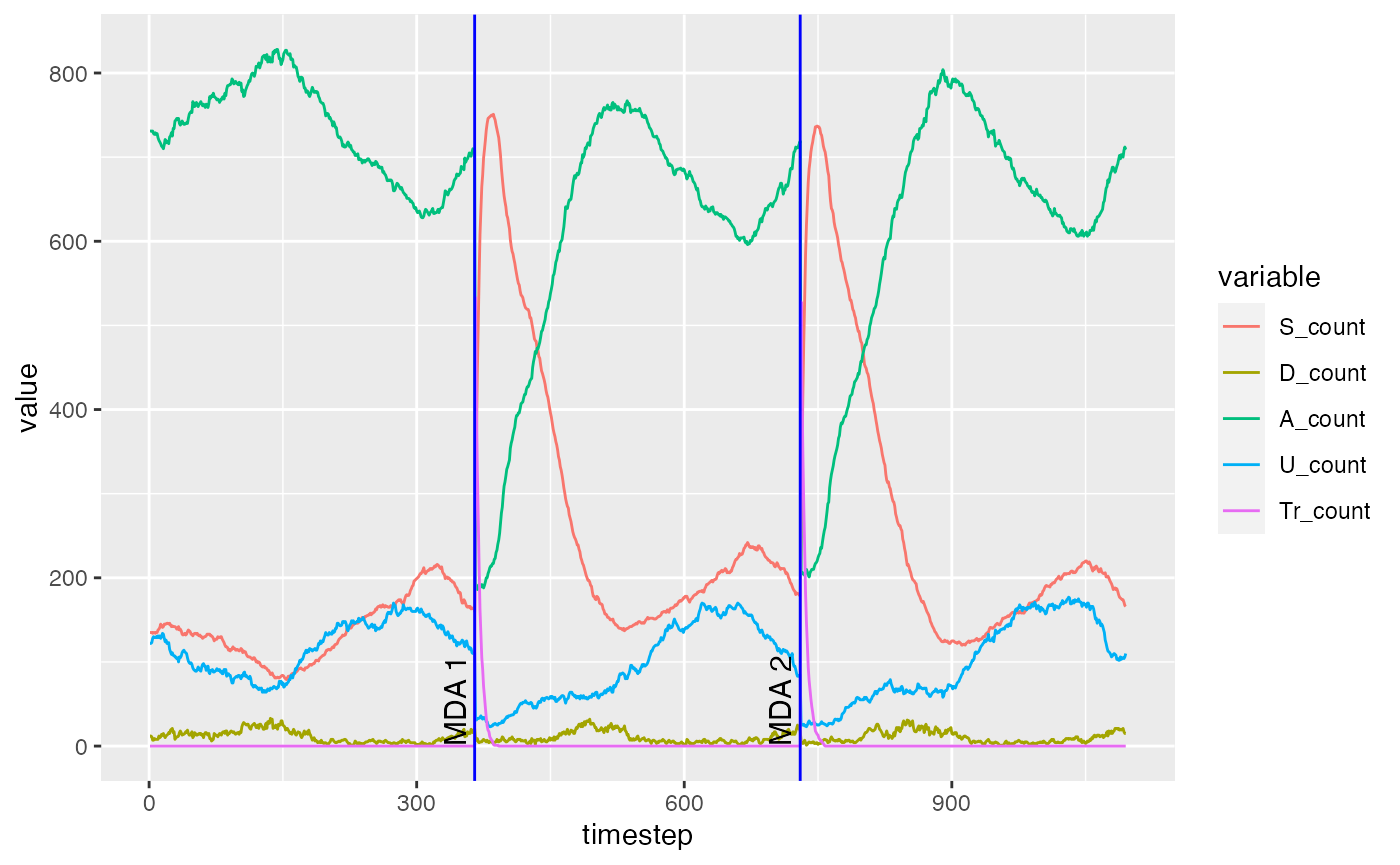 800
600
400
200
0
value
MDA 1
MDA 2
0
300
600
900
timestep
variable
S_count
D_count
A_count
U_count
Tr_count